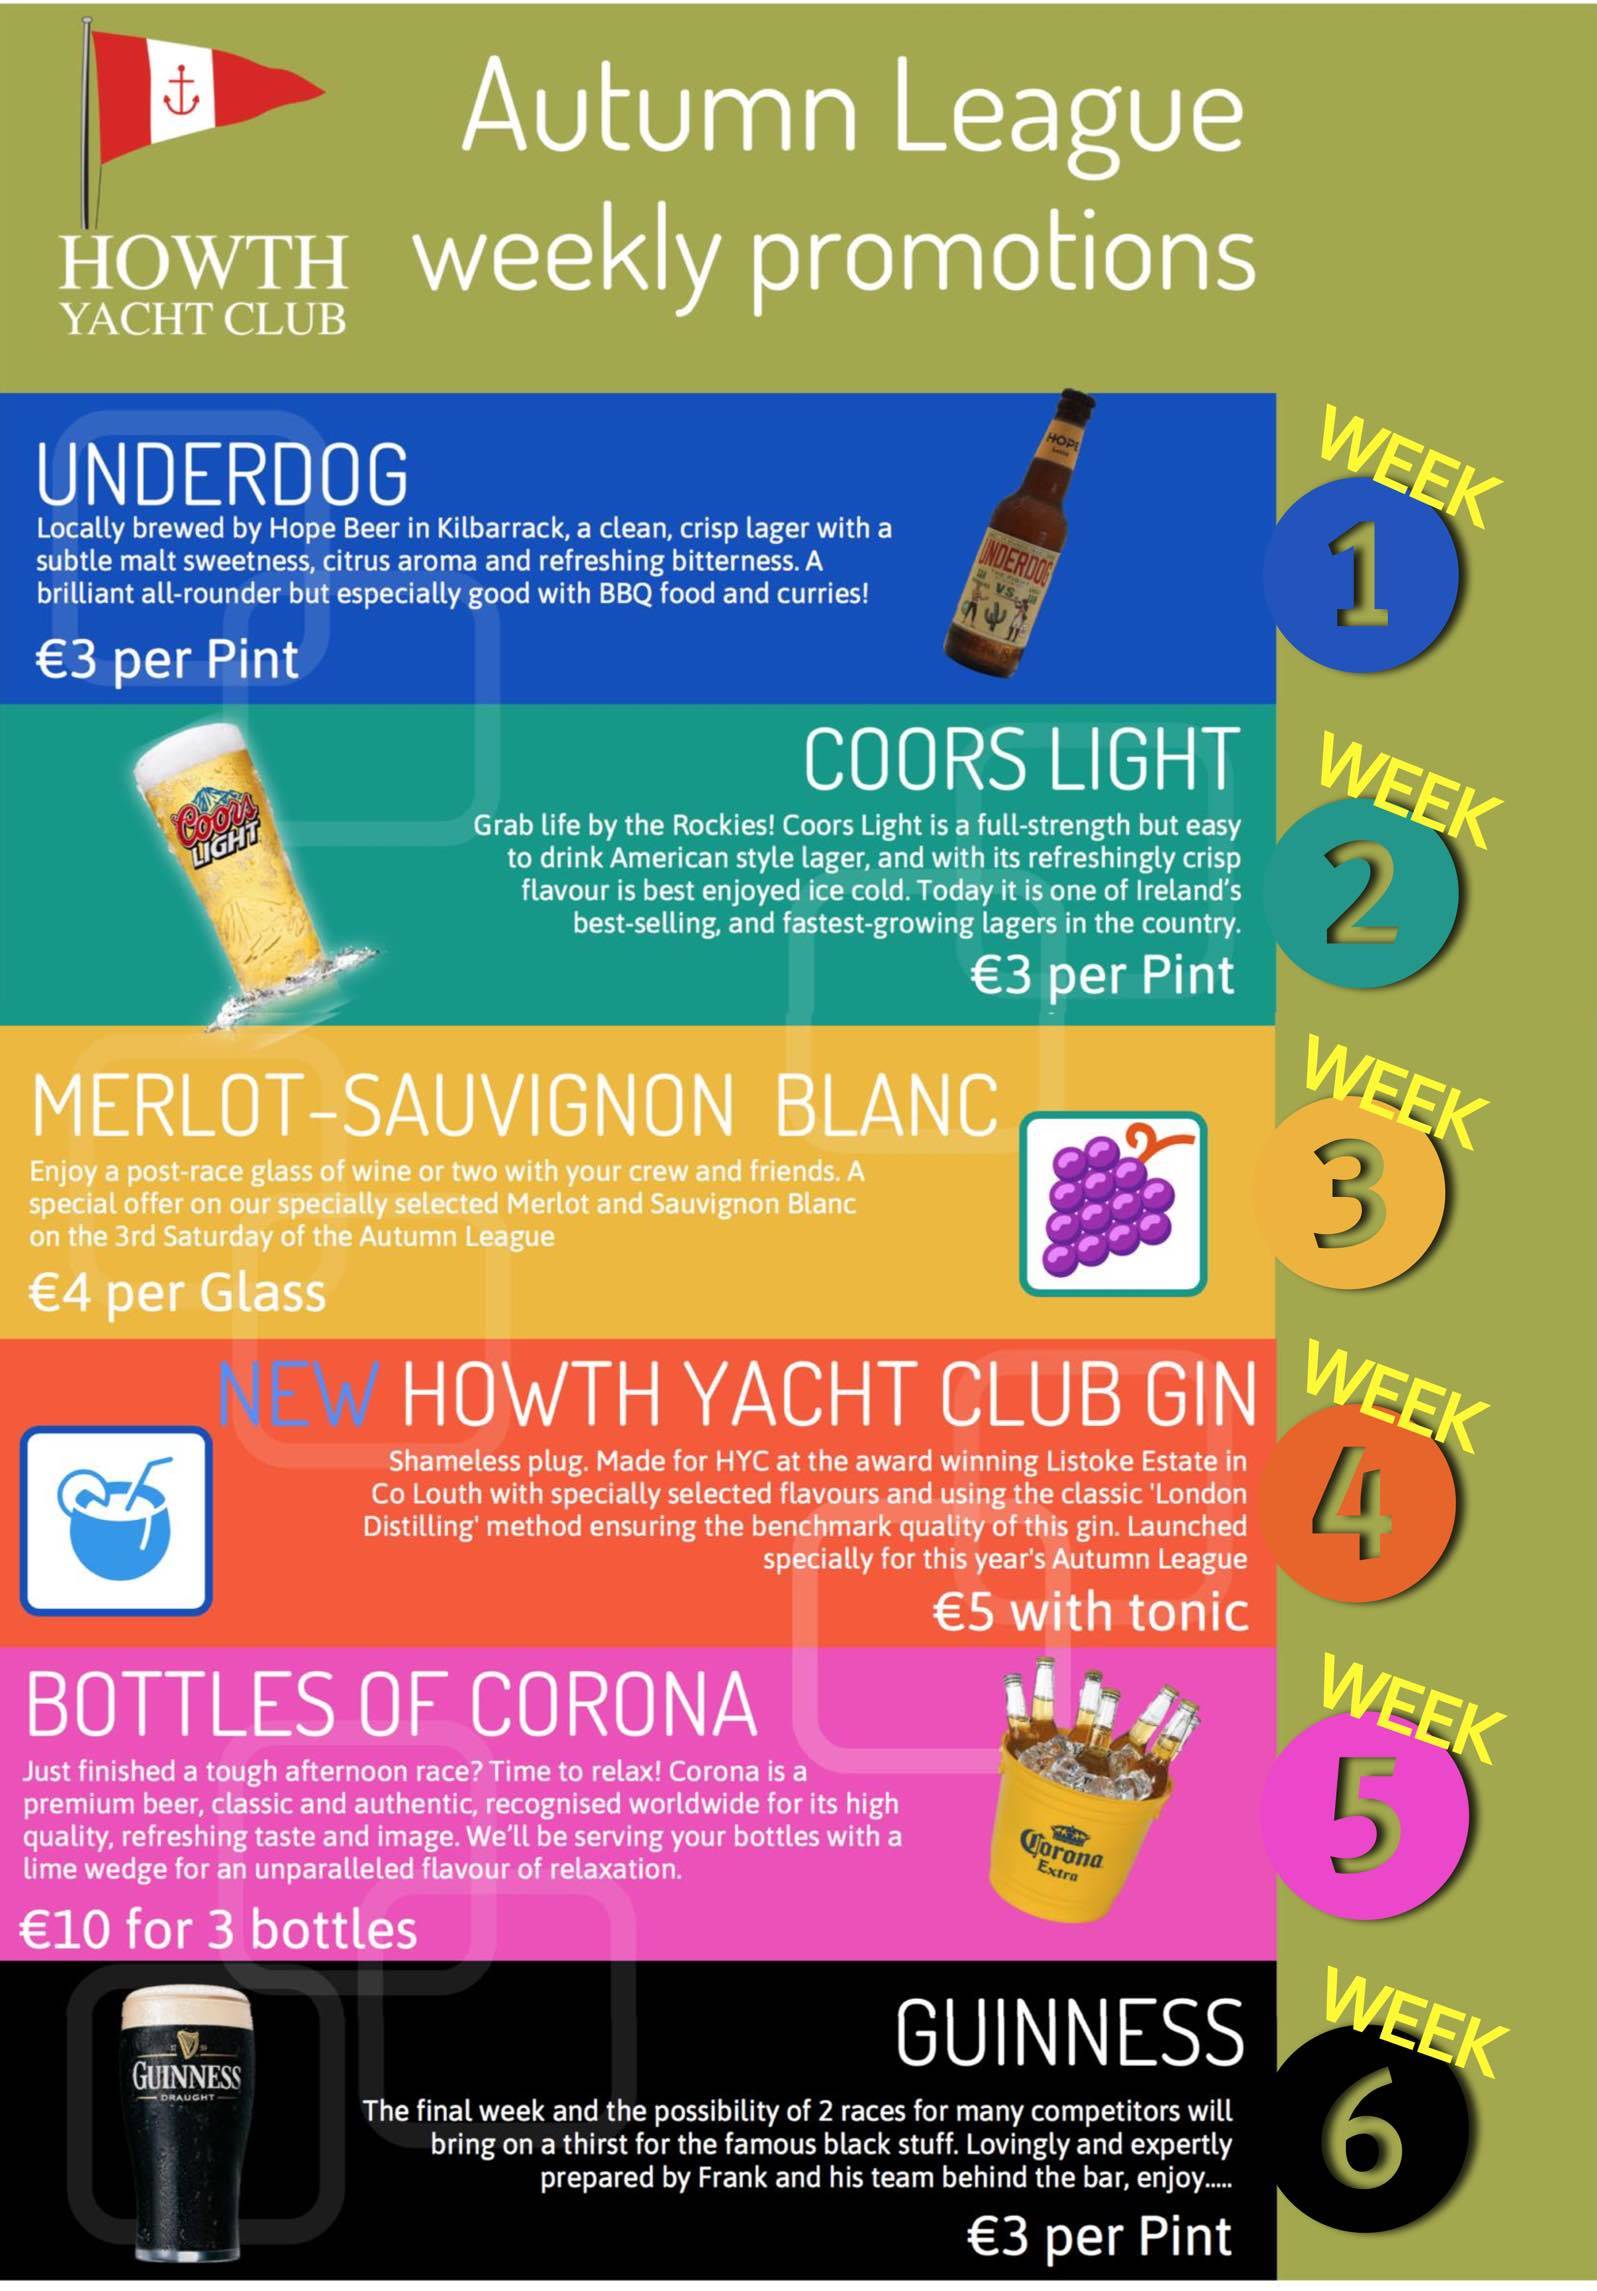 Autumn League
weekly promotions
HOWTH
YACHT CLUB
UNDERDOG
Locally brewed by Hope Beer in Kilbarrack, a clean, crisp lager with a
subtle malt sweetness, citrus aroma and refreshing bitterness. A
brilliant all-rounder but especially good with BBQ food and curries!
€3 per Pint
HOPE
UNDERDOG
VS.
WEEK
1
COORS LIGHT
Grab life by the Rockies! Coors Light is a full-strength but easy
to drink American style lager, and with its refreshingly crisp
flavour is best enjoyed ice cold. Today it is one of Ireland's
best-selling, and fastest-growing lagers in the country.
€3 per Pint
Coors
LIGHT
WEEK
2
MERLOT-SAUVIGNON BLANC
Enjoy a post-race glass of wine or two with your crew and friends. A
special offer on our specially selected Merlot and Sauvignon Blanc
on the 3rd Saturday of the Autumn League
€4 per Glass
WEEK
3
NEW HOWTH YACHT CLUB GIN
Shameless plug. Made for HYC at the award winning Listoke Estate in
Co Louth with specially selected flavours and using the classic 'London
Distilling' method ensuring the benchmark quality of this gin. Launched
specially for this year's Autumn League
€5 with tonic
WEEK
4
BOTTLES OF CORONA
Just finished a tough afternoon race? Time to relax! Corona is a
premium beer, classic and authentic, recognised worldwide for its high
quality, refreshing taste and image. We'll be serving your bottles with a
lime wedge for an unparalleled flavour of relaxation.
€10 for 3 bottles
Corona
Extra
WEEK
5
GUINNESS
The final week and the possibility of 2 races for many competitors will
bring on a thirst for the famous black stuff. Lovingly and expertly
prepared by Frank and his team behind the bar, enjoy.....
€3 per Pint
GUINNESS
DRAUGHT
WEEK
6